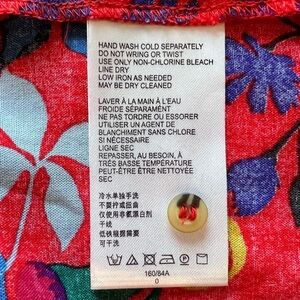 HAND WASH COLD SEPARATELY
DO NOT WRING OR TWIST
USE ONLY NON-CHLORINE BLEACH
LINE DRY
LOW IRON AS NEEDED
MAY BE DRY CLEANED
LAVER À LA MAIN À L'EAU
FROIDE SÉPARAMENT
NE PAS TORDRE OU ESSORER
UTILISER UN AGENT DE
BLANCHIMENT SANS CHLORE
SI NÉCESSAIRE
LIGNE SEC
REPASSER, AU BESOIN, À
TRÈS BASSE TEMPÉRATURE
PEUT-ÊTRE ÊTRE NETTOYÉE
SEC
冷水单独手洗
不要拧或扭曲
仅使用非氯漂白剂
干线
低铁根据需要
可干洗
160/84A
0